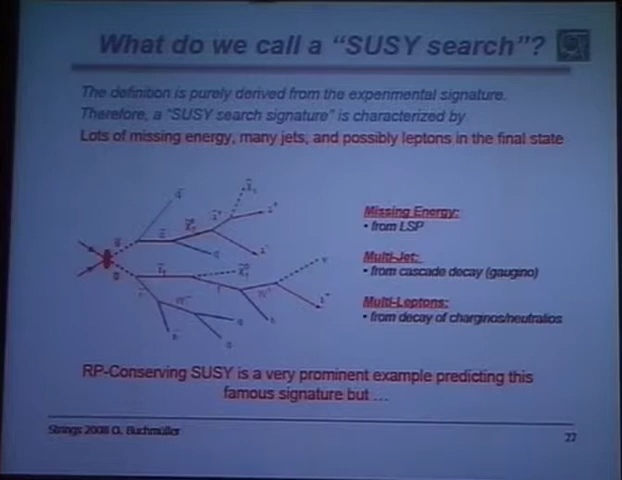 What do we call a "SUSY search"?
The definition is purely derived from the experimental signature.
Therefore, a "SUSY search signature" is characterized by
Lots of missing energy, many jets, and possibly leptons in the final state
Missing Energy:
• from LSP
Multi-Jet:
• from cascade decay (gaugino)
Multi-Leptons:
• from decay of charginos/neutralios
RP-Conserving SUSY is a very prominent example predicting this
famous signature but ...
Strings 2008 O. Buchmüller
22